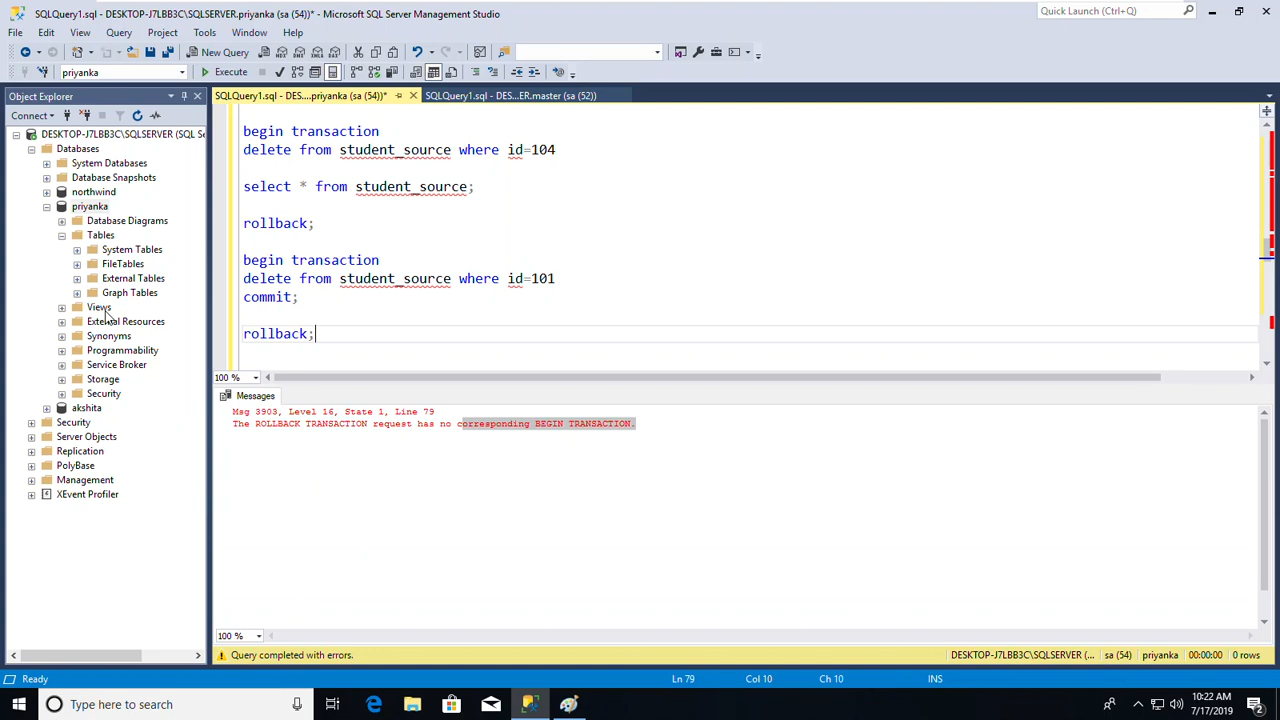 SQLQuery1.sql - DESKTOP-J7LBB3C\SQLSERVER.priyanka (sa (54))* - Microsoft SQL Server Management Studio
Quick Launch (Ctrl+Q)
File Edit View Query Project Tools Window Help
New Query
priyanka
Execute
Object Explorer
SQLQuery1.sql - DES....priyanka (sa (54))*
SQLQuery1.sql - DES...ER.master (sa (52))
Connect
DESKTOP-J7LBB3C\SQLSERVER (SQL Se
Databases
System Databases
Database Snapshots
northwind
priyanka
Database Diagrams
Tables
System Tables
FileTables
External Tables
Graph Tables
Views
External Resources
Synonyms
Programmability
Service Broker
Storage
Security
akshita
Security
Server Objects
Replication
PolyBase
Management
XEvent Profiler
begin transaction
delete from student_source where id=104
select * from student_source;
rollback;
begin transaction
delete from student_source where id=101
commit;
rollback;
100 %
Messages
Msg 3903, Level 16, State 1, Line 79
The ROLLBACK TRANSACTION request has no corresponding BEGIN TRANSACTION.
100 %
Query completed with errors.
DESKTOP-J7LBB3C\SQLSERVER (... sa (54) priyanka 00:00:00 0 rows
Ready
Ln 79 Col 10 Ch 10 INS
Type here to search
10:22 AM
7/17/2019
2